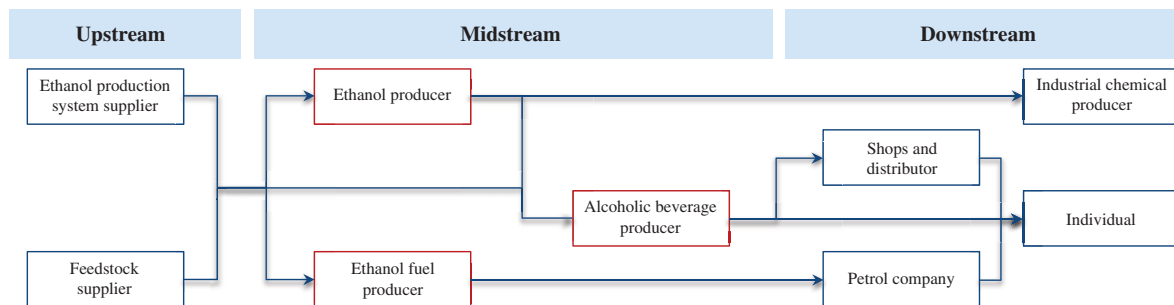 Upstream
Midstream
Downstream
Ethanol production
system supplier
Ethanol producer
Industrial chemical
producer
Shops and
distributor
Alcoholic beverage
producer
Individual
Feedstock
supplier
Ethanol fuel
producer
Petrol company